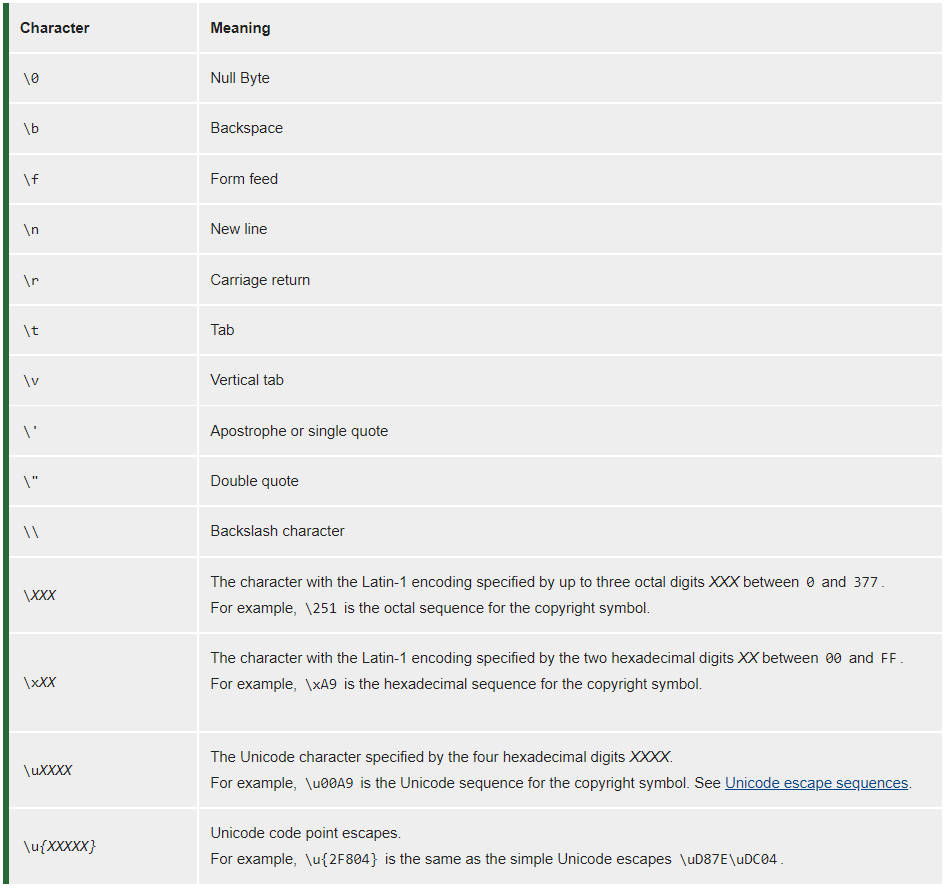 Character Meaning
\0 Null Byte
\b Backspace
\f Form feed
\n New line
\r Carriage return
\t Tab
\v Vertical tab
\' Apostrophe or single quote
\" Double quote
\\ Backslash character
\XXX The character with the Latin-1 encoding specified by up to three octal digits XXX between 0 and 377.
For example, \251 is the octal sequence for the copyright symbol.
\xXX The character with the Latin-1 encoding specified by the two hexadecimal digits XX between 00 and FF.
For example, \xA9 is the hexadecimal sequence for the copyright symbol.
\uXXXX The Unicode character specified by the four hexadecimal digits XXXX.
For example, \u00A9 is the Unicode sequence for the copyright symbol. See Unicode escape sequences.
\u{XXXXX} Unicode code point escapes.
For example, \u{2F804} is the same as the simple Unicode escapes \uD87E\uDC04.